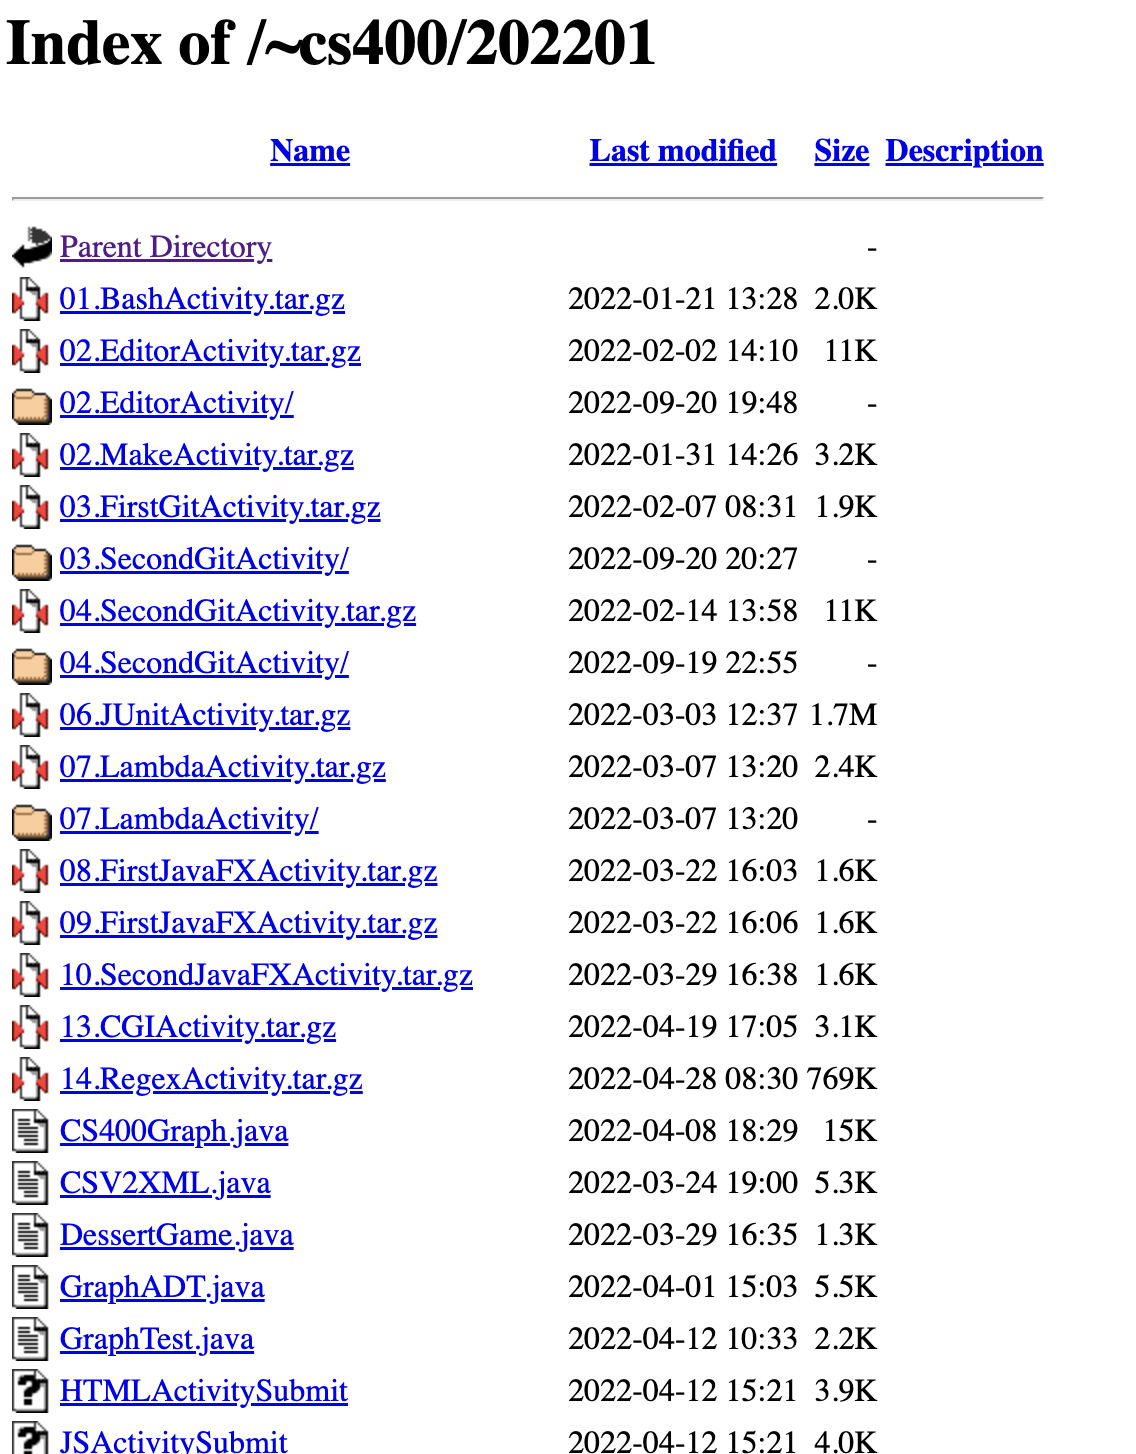 Index of /~cs400/202201
Name Last modified Size Description
Parent Directory -
01.BashActivity.tar.gz 2022-01-21 13:28 2.0K
02.EditorActivity.tar.gz 2022-02-02 14:10 11K
02.EditorActivity/ 2022-09-20 19:48 -
02.MakeActivity.tar.gz 2022-01-31 14:26 3.2K
03.FirstGitActivity.tar.gz 2022-02-07 08:31 1.9K
03.SecondGitActivity/ 2022-09-20 20:27 -
04.SecondGitActivity.tar.gz 2022-02-14 13:58 11K
04.SecondGitActivity/ 2022-09-19 22:55 -
06.JUnitActivity.tar.gz 2022-03-03 12:37 1.7M
07.LambdaActivity.tar.gz 2022-03-07 13:20 2.4K
07.LambdaActivity/ 2022-03-07 13:20 -
08.FirstJavaFXActivity.tar.gz 2022-03-22 16:03 1.6K
09.FirstJavaFXActivity.tar.gz 2022-03-22 16:06 1.6K
10.SecondJavaFXActivity.tar.gz 2022-03-29 16:38 1.6K
13.CGIActivity.tar.gz 2022-04-19 17:05 3.1K
14.RegexActivity.tar.gz 2022-04-28 08:30 769K
CS400Graph.java 2022-04-08 18:29 15K
CSV2XML.java 2022-03-24 19:00 5.3K
DessertGame.java 2022-03-29 16:35 1.3K
GraphADT.java 2022-04-01 15:03 5.5K
GraphTest.java 2022-04-12 10:33 2.2K
HTMLActivitySubmit 2022-04-12 15:21 3.9K
JSActivitySubmit 2022-04-12 15:21 4.0K